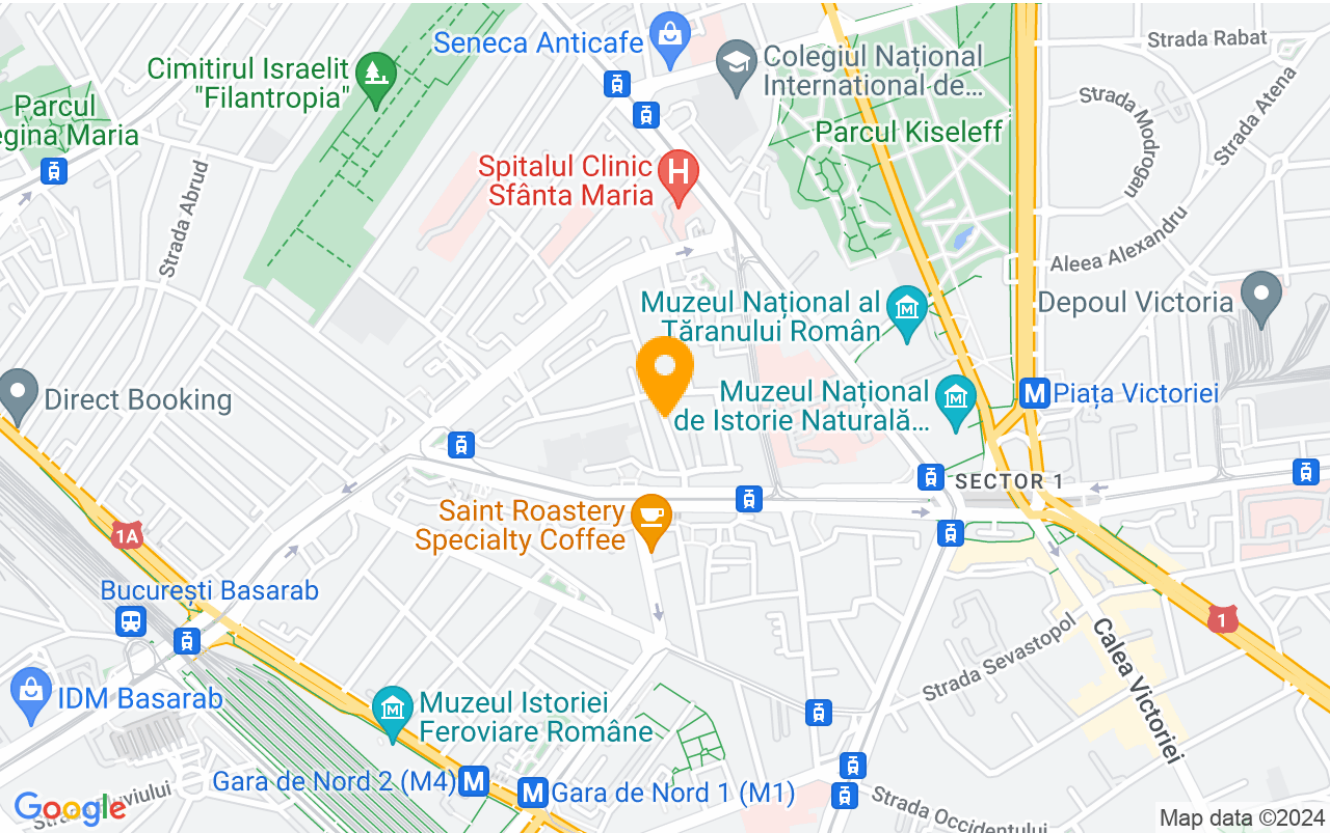 Seneca Anticafe
Colegiul Național
International de...
Strada Rabat
Cimitirul Israelit
"Filantropia"
Parcul
egina Maria
Strada Modrogan
Strada Atena
Parcul Kiseleff
Spitalul Clinic
Sfânta Maria
H
Strada Abrud
Aleea Alexandru
Muzeul Național al
Țăranului Român
M
Depoul Victoria
Direct Booking
Muzeul Național
de Istorie Naturală...
M
M Piața Victoriei
SECTOR 1
Saint Roastery
Specialty Coffee
1A
București Basarab
1
Calea Victoriei
Strada Sevastopol
IDM Basarab
M
Muzeul Istoriei
Feroviare Române
Gara de Nord 2 (M4) M
M Gara de Nord 1 (M1)
Strada Occidentului
Google
Map data ©2024